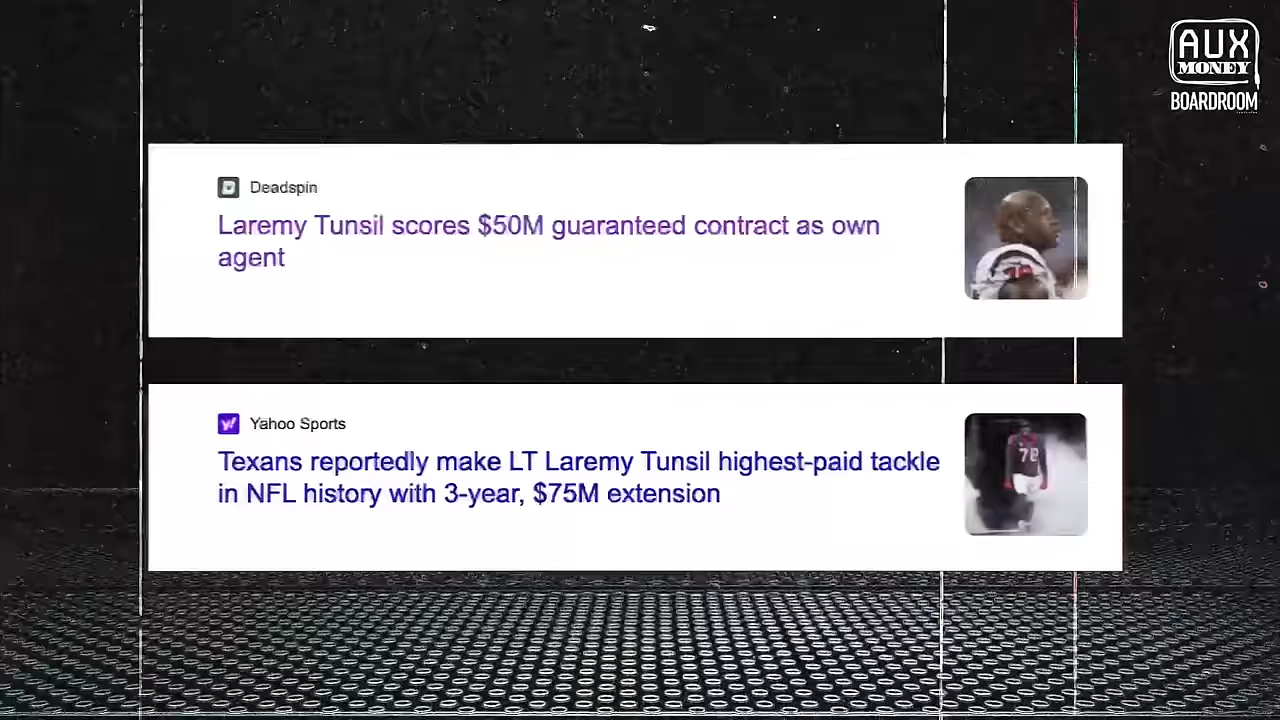 AUX
MONEY
BOARDROOM
Deadspin
Laremy Tunsil scores $50M guaranteed contract as own
agent
Yahoo Sports
Texans reportedly make LT Laremy Tunsil highest-paid tackle
in NFL history with 3-year, $75M extension
78